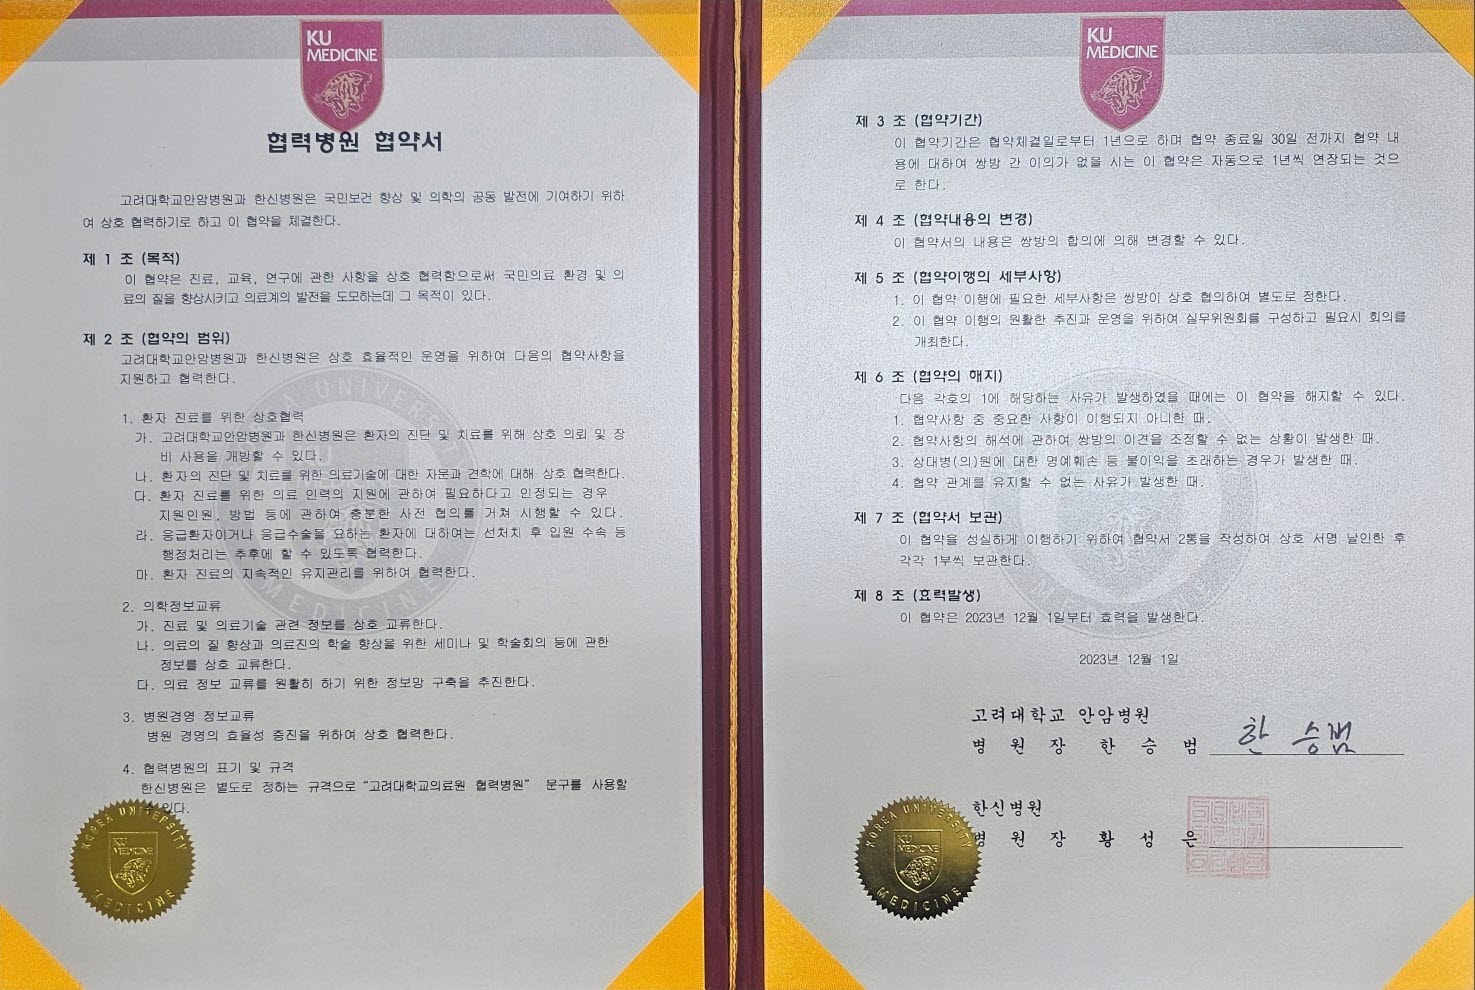 KU
MEDICINE
협력병원 협약서
고려대학교안암병원과 한신병원은 국민보건 향상 및 의학의 공동 발전에 기여하기 위하
여 상호 협력하기로 하고 이 협약을 체결한다.
제 1 조 (목적)
이 협약은 진료, 교육, 연구에 관한 사항을 상호 협력함으로써 국민의료 환경 및 의
료의 질을 향상시키고 의료계의 발전을 도모하는데 그 목적이 있다.
제 2 조 (협약의 범위)
고려대학교안암병원과 한신병원은 상호 효율적인 운영을 위하여 다음의 협약사항을
지원하고 협력한다.
1. 환자 진료를 위한 상호협력
가. 고려대학교안암병원과 한신병원은 환자의 진단 및 치료를 위해 상호 의뢰 및 장
비 사용을 개방할 수 있다.
나. 환자의 진단 및 치료를 위한 의료기술에 대한 자문과 견학에 대해 상호 협력한다.
다. 환자 진료를 위한 의료 인력의 지원에 관하여 필요하다고 인정되는 경우
지원인원, 방법 등에 관하여 충분한 사전 협의를 거쳐 시행할 수 있다.
라. 응급환자이거나 응급수술을 요하는 환자에 대하여는 선처치 후 입원 수속 등
행정처리는 추후에 할 수 있도록 협력한다.
마. 환자 진료의 지속적인 유지관리를 위하여 협력한다.
2. 의학정보교류
가. 진료 및 의료기술 관련 정보를 상호 교류한다.
나. 의료의 질 향상과 의료진의 학술 향상을 위한 세미나 및 학술회의 등에 관한
정보를 상호 교류한다.
다. 의료 정보 교류를 원활히 하기 위한 정보망 구축을 추진한다.
3. 병원경영 정보교류
병원 경영의 효율성 증진을 위하여 상호 협력한다.
4. 협력병원의 표기 및 규격
한신병원은 별도로 정하는 규격으로 “고려대학교의료원 협력병원” 문구를 사용할
수 있다.
KOREA UNIVERSITY
KU
MEDICINE
MEDICINE
KU
MEDICINE
제 3 조 (협약기간)
이 협약기간은 협약체결일로부터 1년으로 하며 협약 종료일 30일 전까지 협약 내
용에 대하여 쌍방 간 이의가 없을 시는 이 협약은 자동으로 1년씩 연장되는 것으
로 한다.
제 4 조 (협약내용의 변경)
이 협약서의 내용은 쌍방의 합의에 의해 변경할 수 있다.
제 5 조 (협약이행의 세부사항)
1. 이 협약 이행에 필요한 세부사항은 쌍방이 상호 협의하여 별도로 정한다.
2. 이 협약 이행의 원활한 추진과 운영을 위하여 실무위원회를 구성하고 필요시 회의를
개최한다.
제 6 조 (협약의 해지)
다음 각호의 1에 해당하는 사유가 발생하였을 때에는 이 협약을 해지할 수 있다.
1. 협약사항 중 중요한 사항이 이행되지 아니한 때.
2. 협약사항의 해석에 관하여 쌍방의 이견을 조정할 수 없는 상황이 발생한 때.
3. 상대병(의)원에 대한 명예훼손 등 불이익을 초래하는 경우가 발생한 때.
4. 협약 관계를 유지할 수 없는 사유가 발생한 때.
제 7 조 (협약서 보관)
이 협약을 성실하게 이행하기 위하여 협약서 2통을 작성하여 상호 서명 날인한 후
각각 1부씩 보관한다.
제 8 조 (효력발생)
이 협약은 2023년 12월 1일부터 효력을 발생한다.
2023년 12월 1일
고려대학교 안암병원
병 원 장 한 승 범 한 승범
한신병원
병 원 장 황 성 은
KOREA UNIVERSITY
KU
MEDICINE
MEDICINE